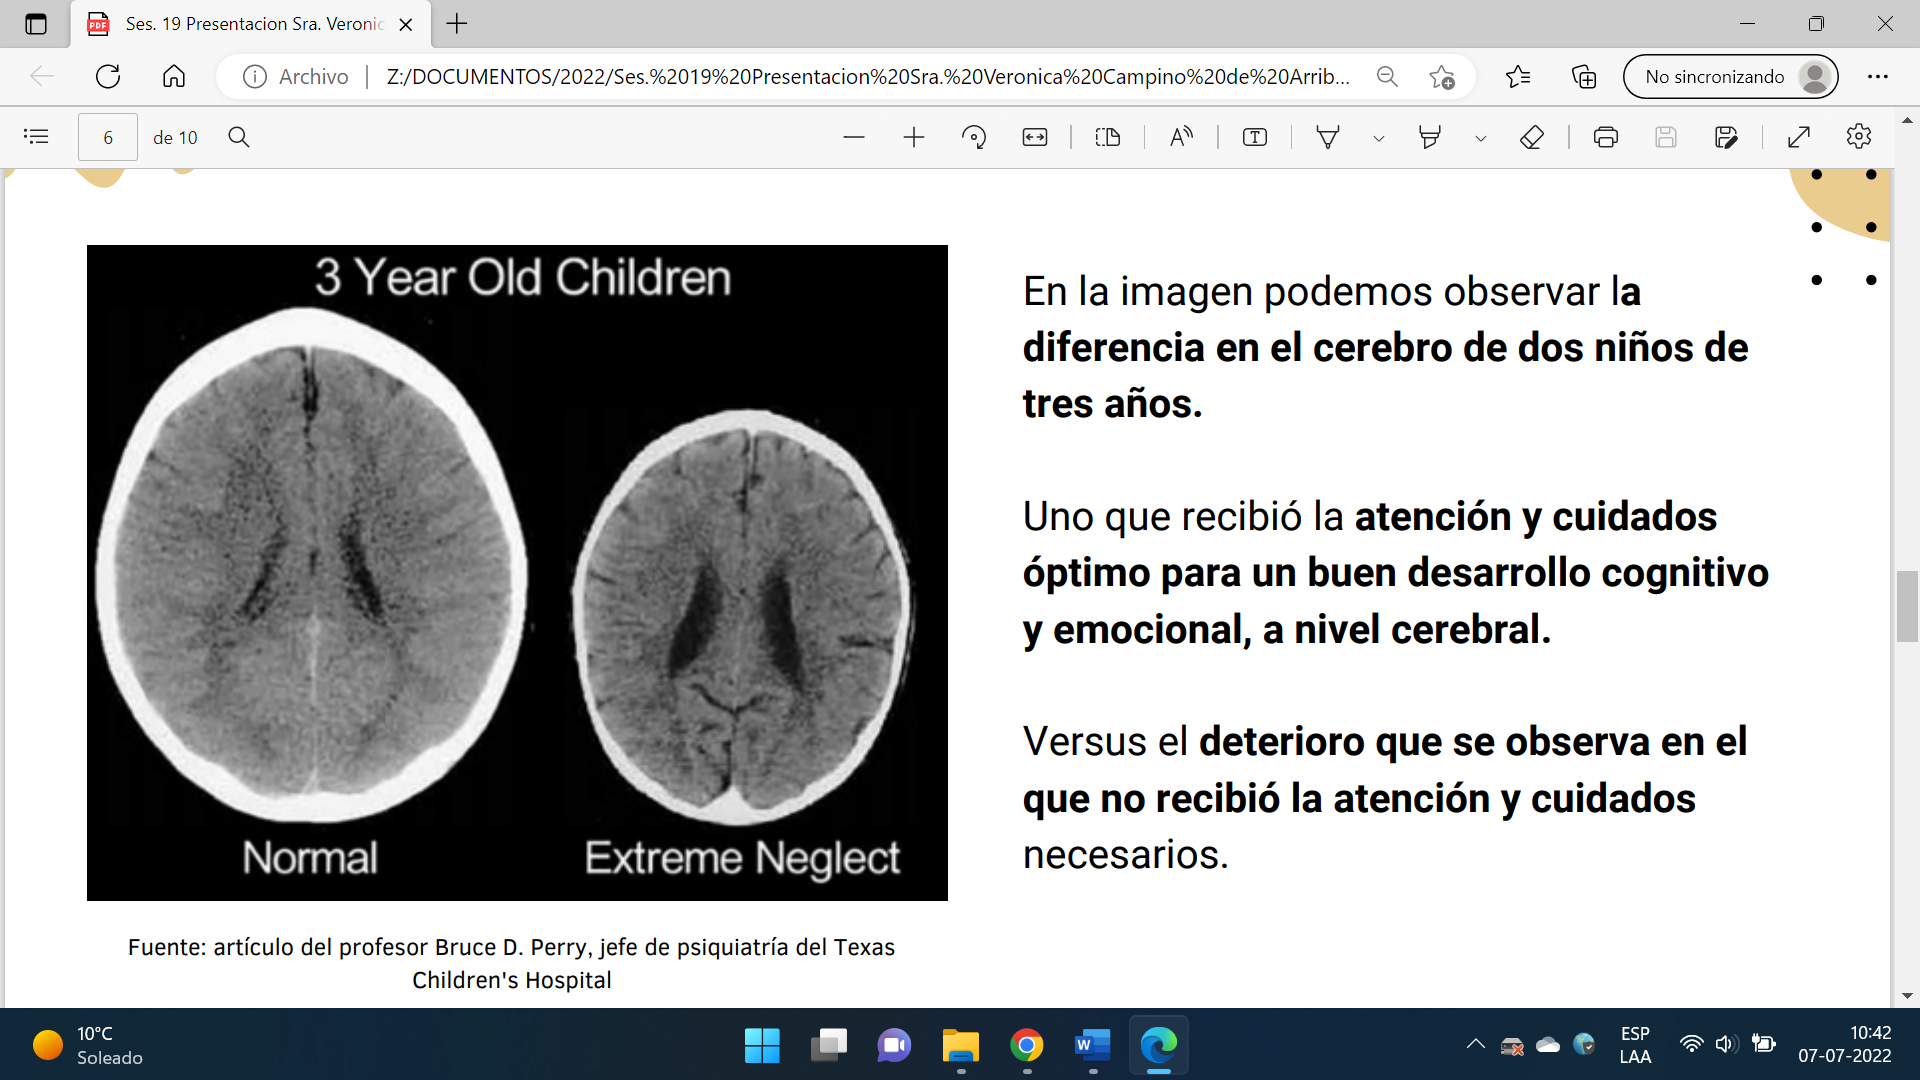 Ses. 19 Presentacion Sra. Veronic
Archivo
Z:/DOCUMENTOS/2022/Ses.%2019%20Presentacion%20Sra.%20Veronica%20Campino%20de%20Arrib...
No sincronizando
6
de 10
3 Year Old Children
Normal
Extreme Neglect
Fuente: artículo del profesor Bruce D. Perry, jefe de psiquiatría del Texas
Children's Hospital
En la imagen podemos observar la
diferencia en el cerebro de dos niños de
tres años.
Uno que recibió la atención y cuidados
óptimo para un buen desarrollo cognitivo
y emocional, a nivel cerebral.
Versus el deterioro que se observa en el
que no recibió la atención y cuidados
necesarios.
10°C
Soleado
ESP
LAA
10:42
07-07-2022